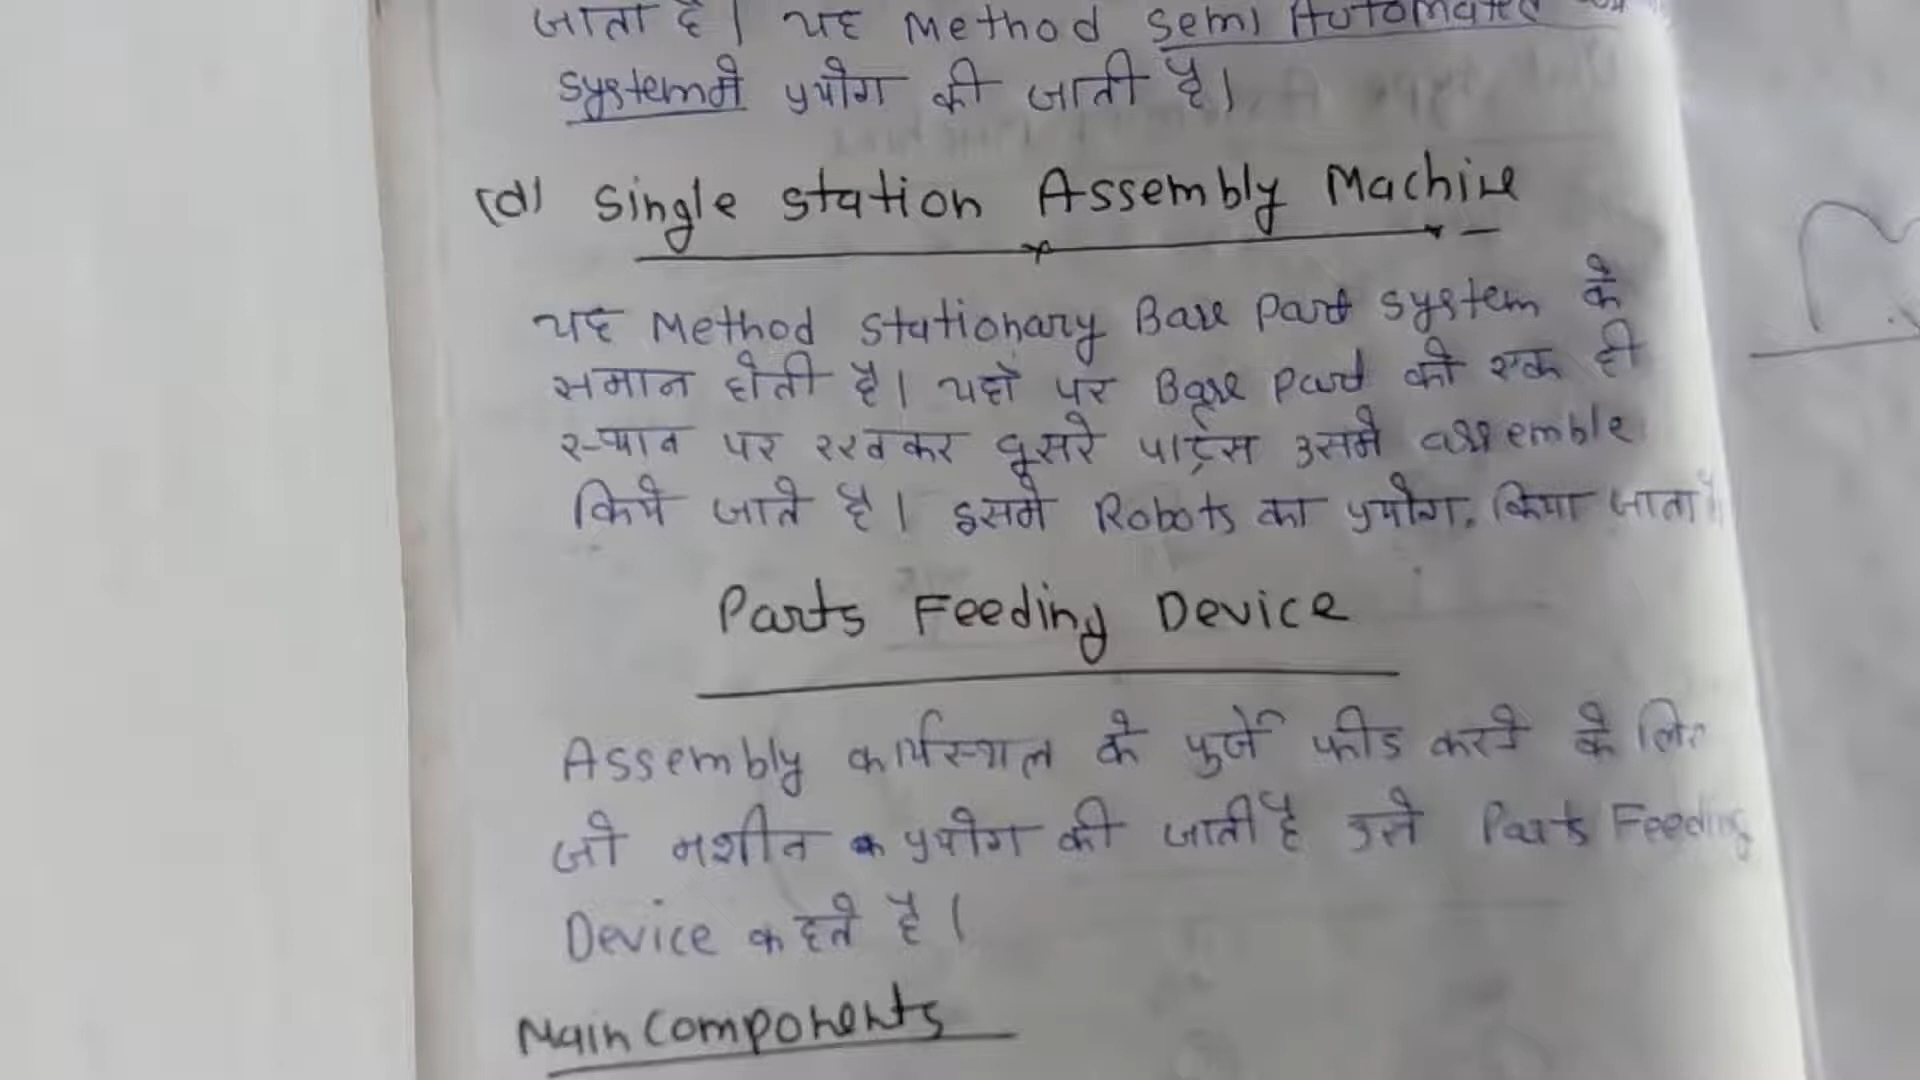 जाता है। यह Method Semi Automated
systemमे प्रयोग की जाती है।
(d) Single Station Assembly Machine
यह Method Stationary Base Part System के
समान होती है। यहाँ पर Base Part को एक ही
स्थान पर रखकर दूसरे पार्ट्स उसमे assemble
किये जाते है। इसमे Robots का प्रयोग किया जाता है।
Parts Feeding Device
Assembly कार्यस्थल के पुर्जे फीड करने के लिए
जो मशीन क प्रयोग की जाती है उसे Parts Feeding
Device कहते है।
Main Components